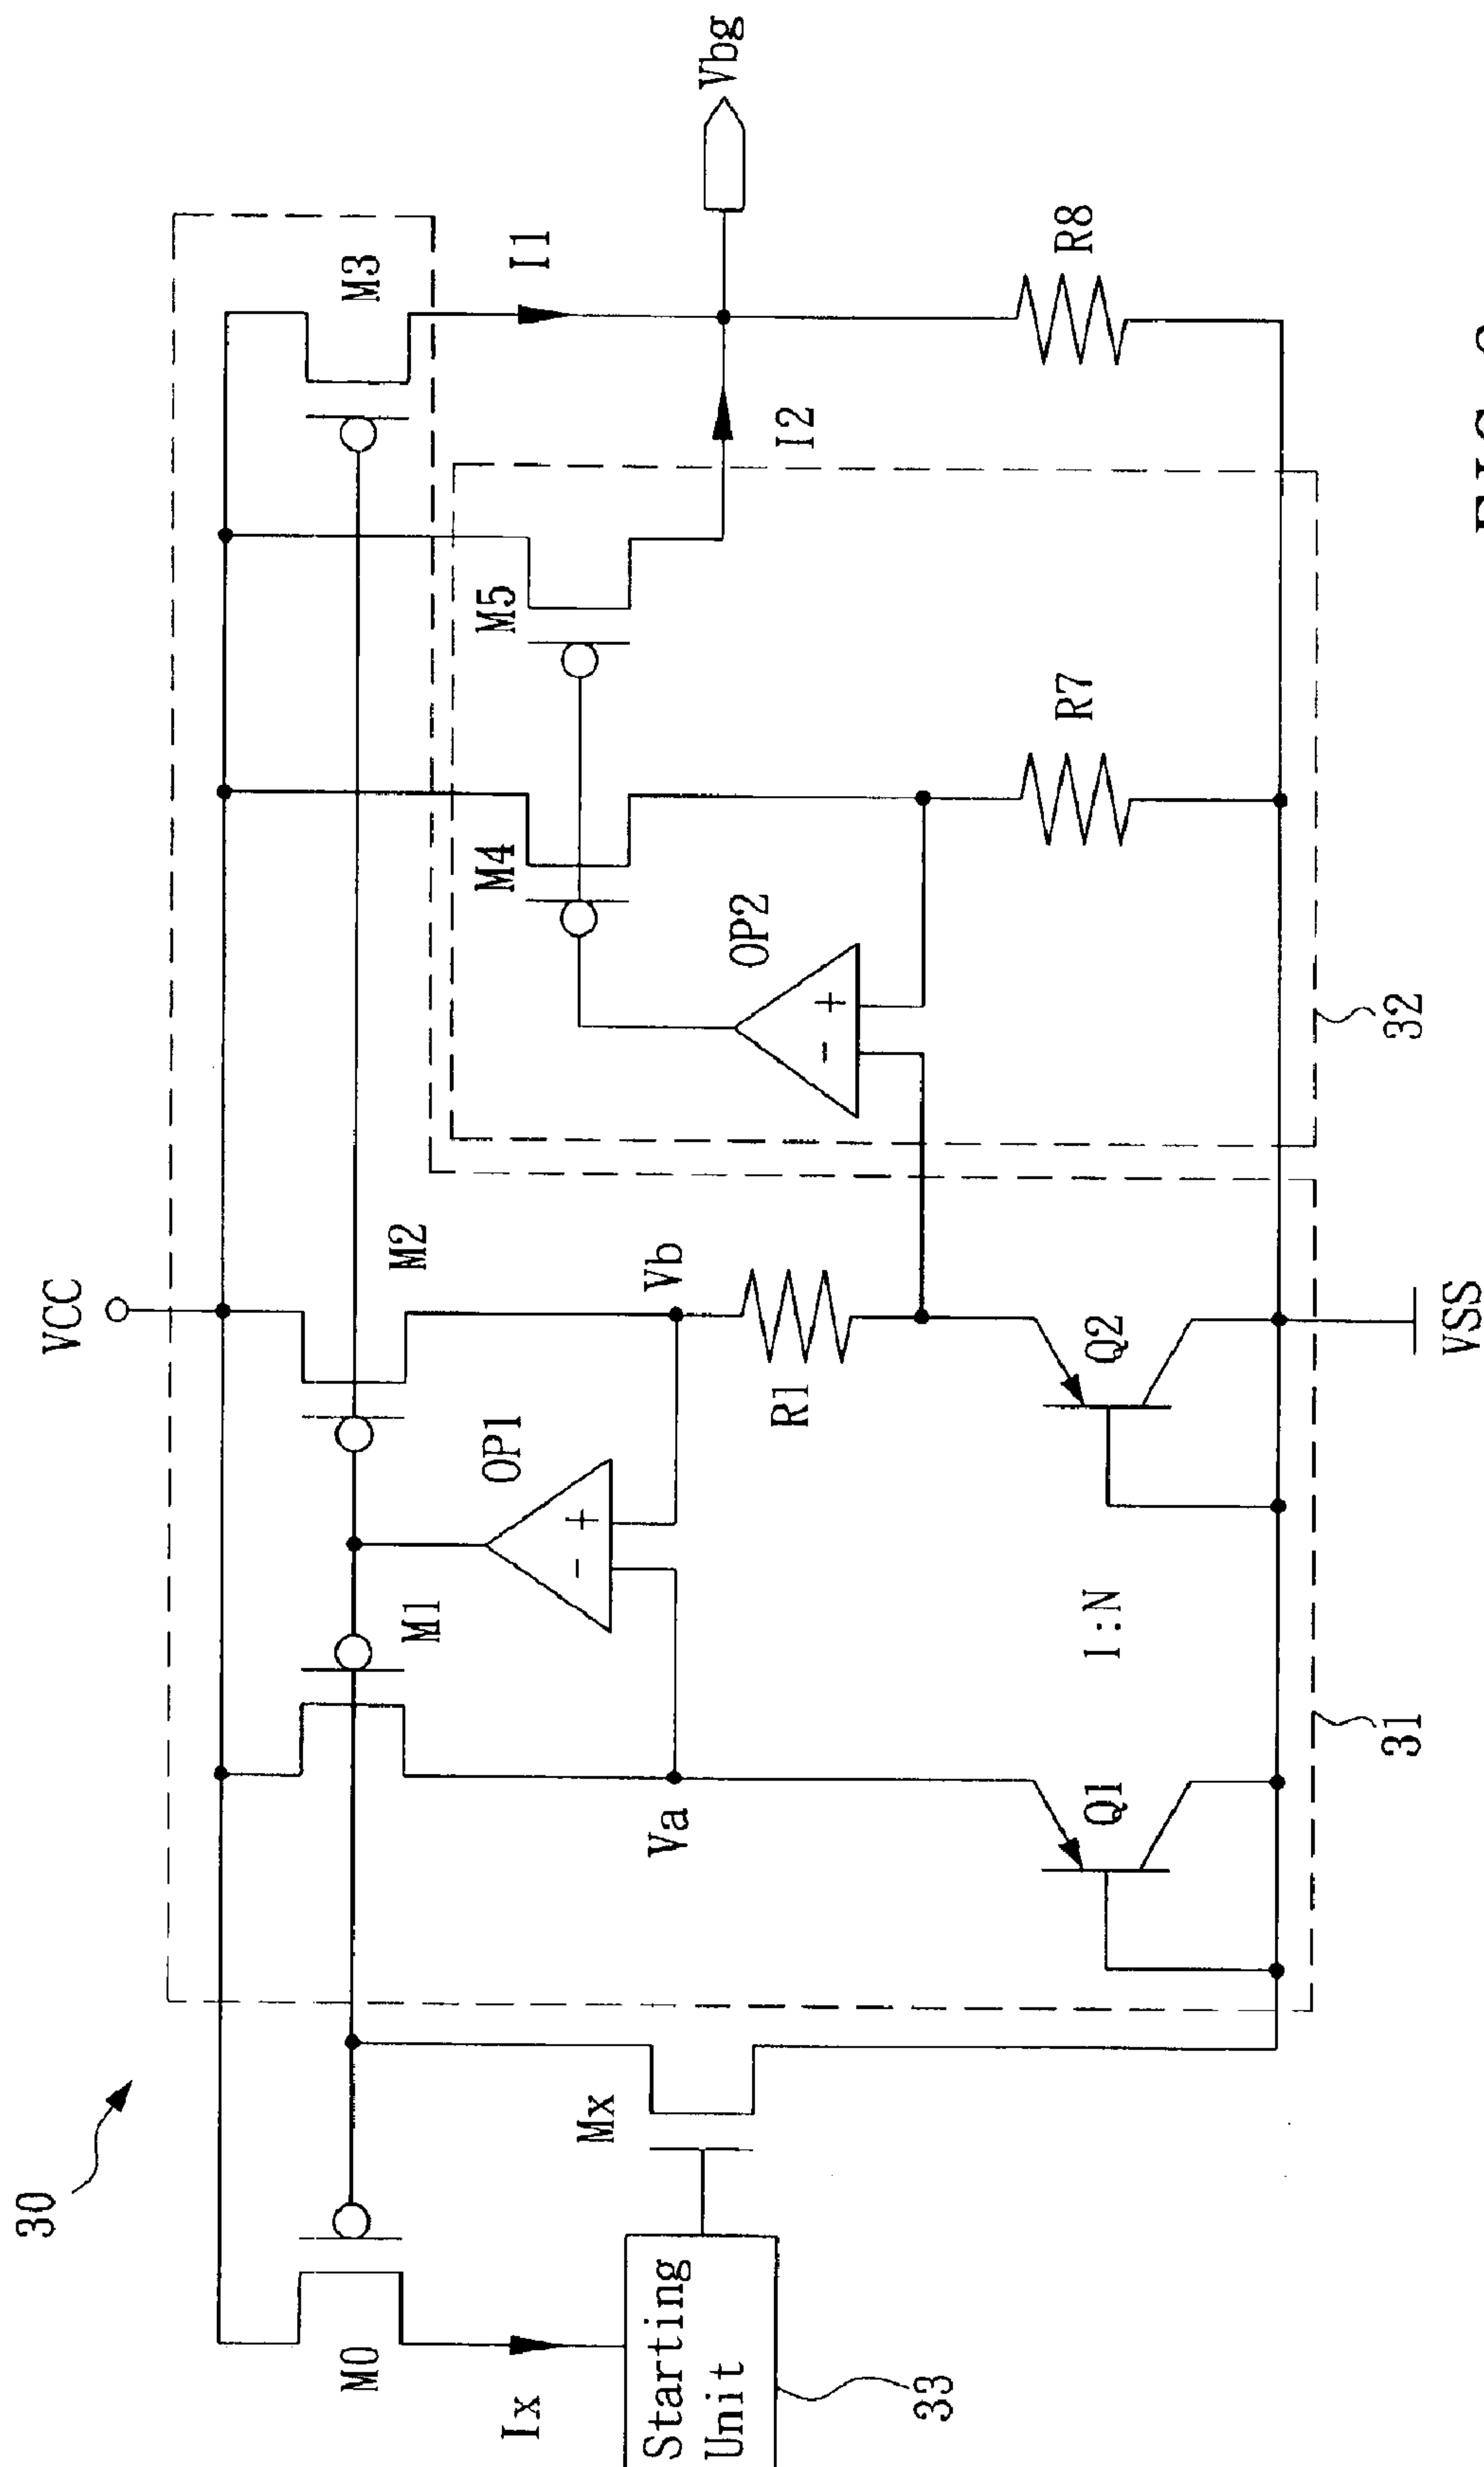 30
VCC
M0
M1
M2
M3
Ix
OP1
M4
M5
I1
Mx
Starting
Unit
Va
Vb
OP2
I2
Vbg
R1
Q1
1:N
Q2
R7
R8
33
31
32
VSS